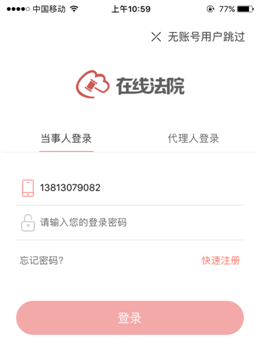 中国移动 上午10:59 77%
× 无账号用户跳过
在线法院
当事人登录 代理人登录
13813079082
请输入您的登录密码
忘记密码? 快速注册
登录